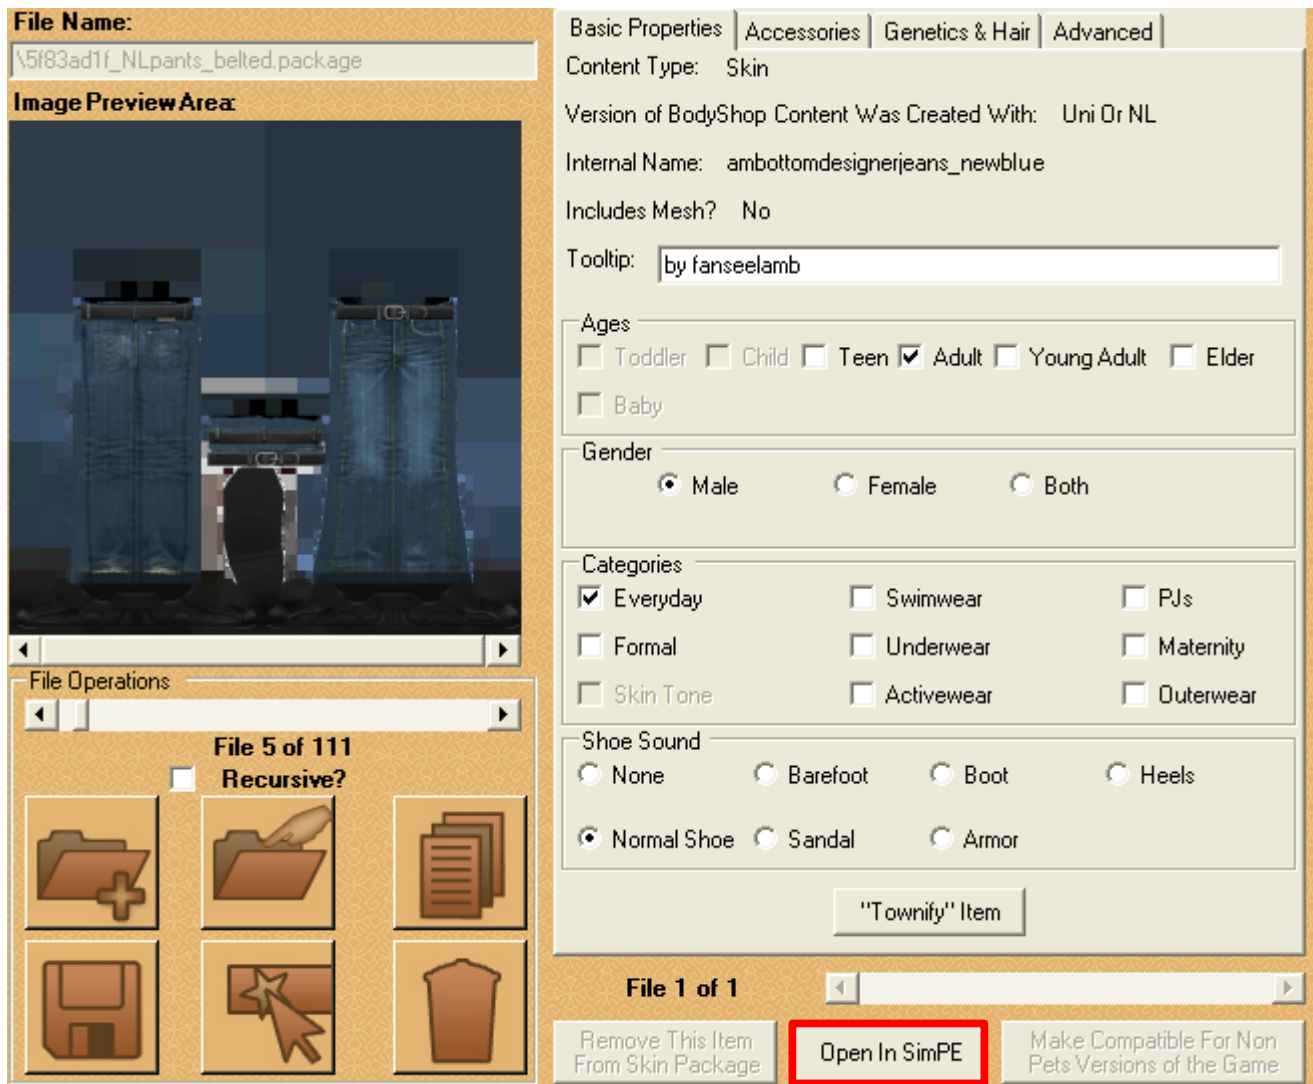 File Name:
\5f83ad1f_NLpants_belted.package
Image Preview Area:
File Operations
File 5 of 111
Recursive?
Basic Properties Accessories Genetics & Hair Advanced
Content Type: Skin
Version of BodyShop Content Was Created With: Uni Or NL
Internal Name: ambottomdesignerjeans_newblue
Includes Mesh? No
Tooltip: by fanseelamb
Ages
Toddler Child Teen Adult Young Adult Elder
Baby
Gender
Male Female Both
Categories
Everyday Swimwear PJs
Formal Underwear Maternity
Skin Tone Activewear Outerwear
Shoe Sound
None Barefoot Boot Heels
Normal Shoe Sandal Armor
"Townify" Item
File 1 of 1
Remove This Item
From Skin Package
Open In SimPE
Make Compatible For Non
Pets Versions of the Game